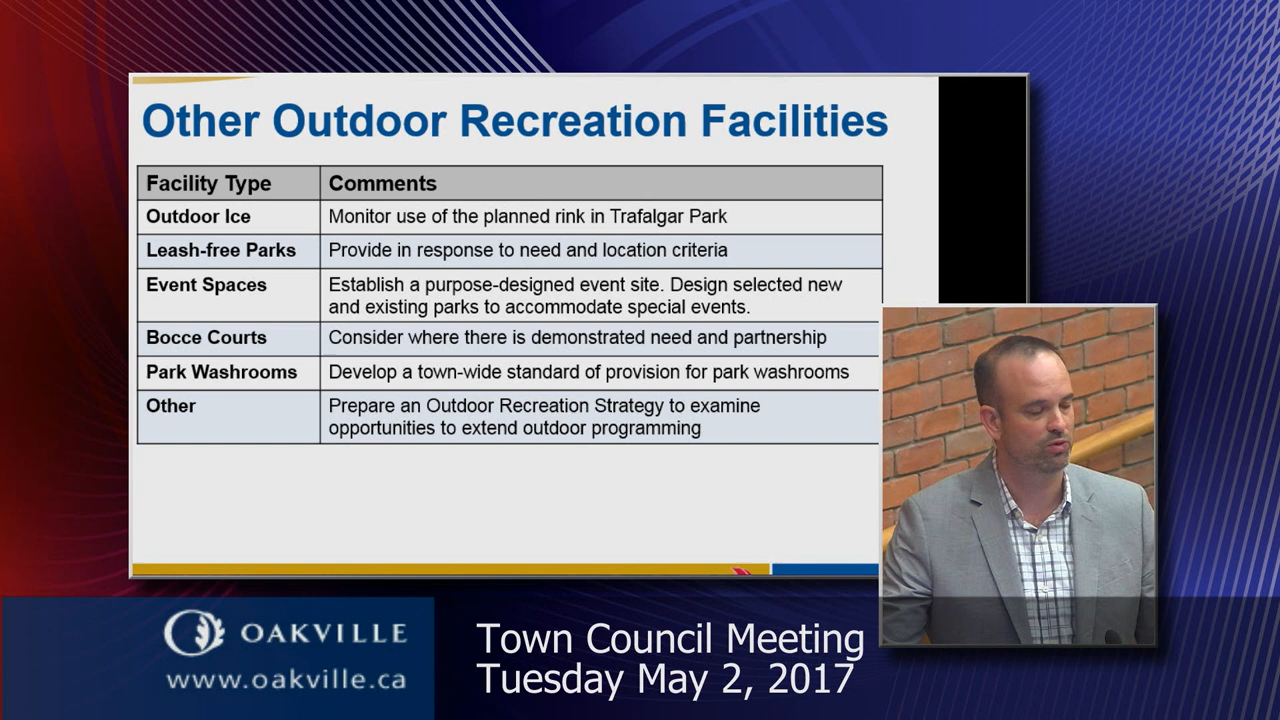 Other Outdoor Recreation Facilities
Facility Type Comments
Outdoor Ice Monitor use of the planned rink in Trafalgar Park
Leash-free Parks Provide in response to need and location criteria
Event Spaces Establish a purpose-designed event site. Design selected new
and existing parks to accommodate special events.
Bocce Courts Consider where there is demonstrated need and partnership
Park Washrooms Develop a town-wide standard of provision for park washrooms
Other Prepare an Outdoor Recreation Strategy to examine
opportunities to extend outdoor programming
OAKVILLE
www.oakville.ca
Town Council Meeting
Tuesday May 2, 2017